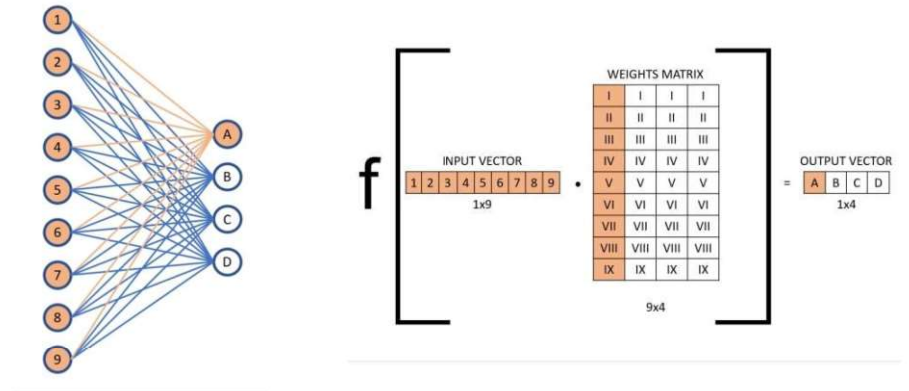 1
2
3
4
5
6
7
8
9
A
B
C
D
f
INPUT VECTOR
1 2 3 4 5 6 7 8 9
1x9
•
WEIGHTS MATRIX
I I I I
II II II II
III III III III
IV IV IV IV
V V V V
VI VI VI VI
VII VII VII VII
VIII VIII VIII VIII
IX IX IX IX
9x4
=
OUTPUT VECTOR
A B C D
1x4